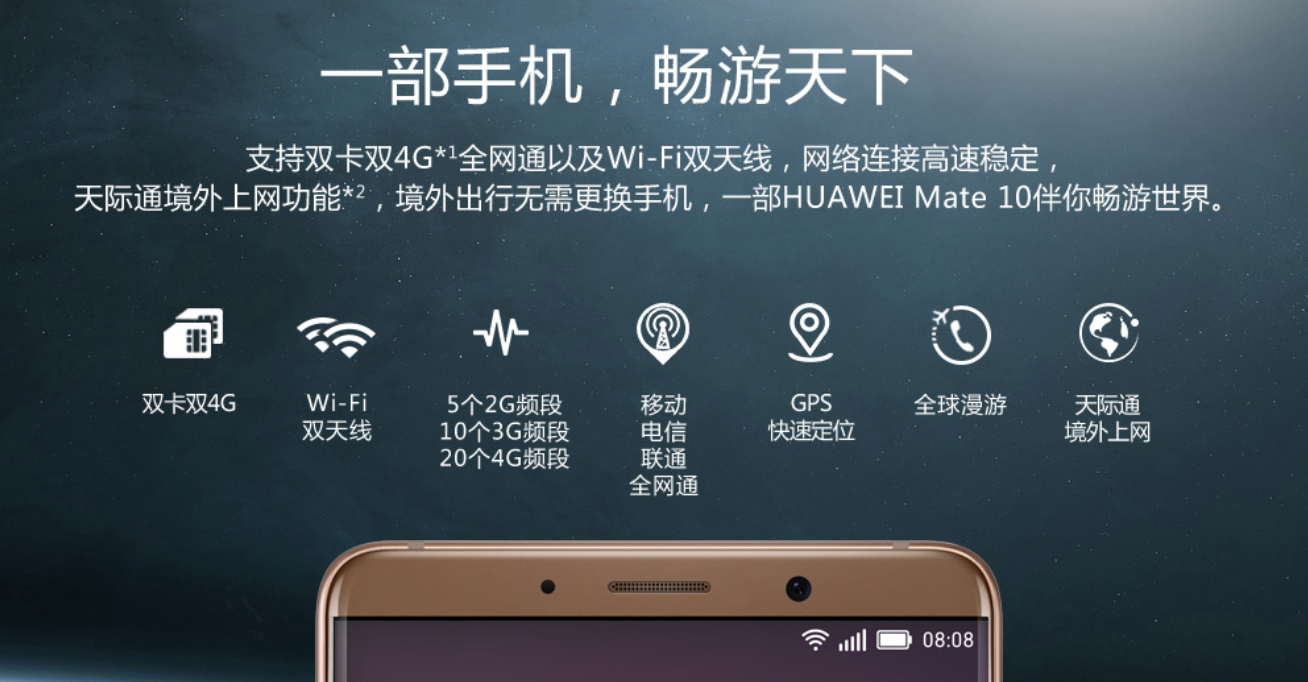 一部手机，畅游天下
支持双卡双4G*1全网通以及Wi-Fi双天线，网络连接高速稳定，
天际通境外上网功能*2，境外出行无需更换手机，一部HUAWEI Mate 10伴你畅游世界。
双卡双4G
Wi-Fi
双天线
5个2G频段
10个3G频段
20个4G频段
移动
电信
联通
全网通
GPS
快速定位
全球漫游
天际通
境外上网
08:08